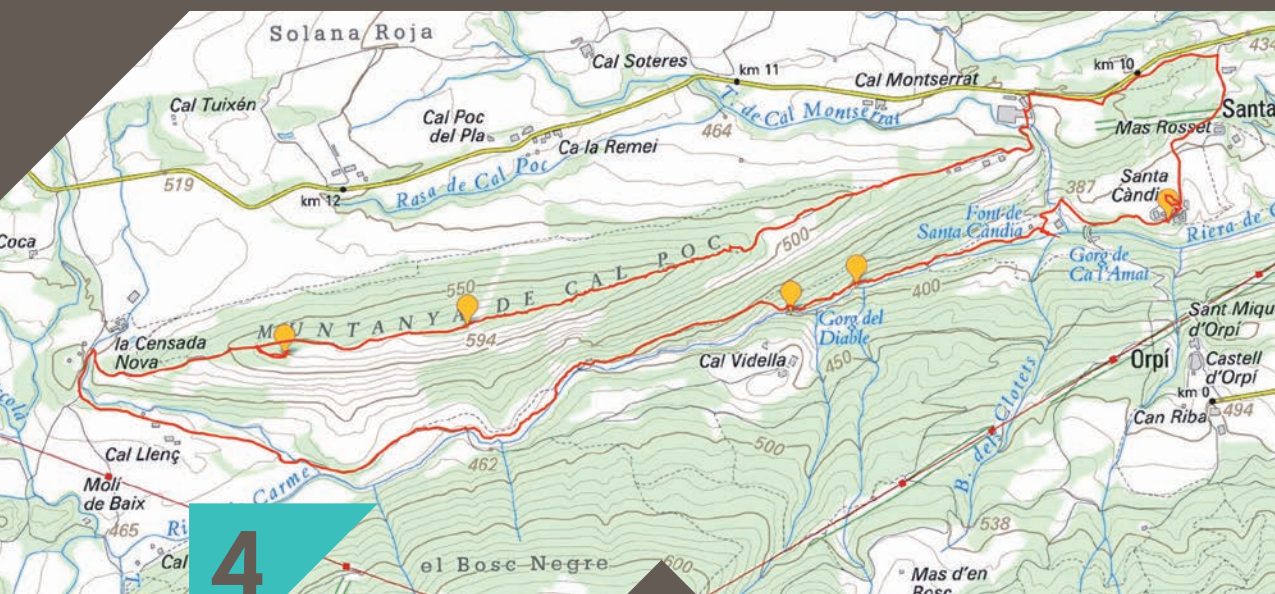 Solana Roja
434
Cal Soteres
km 11
km 10
Cal Montserrat
Cal Tuixén
Cal Poc
del Pla
T. de Cal Montserrat
464
Santa
Mas Rosset
Ca la Remei
519
km 12
Rasa de Cal Poc
387
Santa
Càndi
Font de
Santa Càndia
Riera de C
Coca
500
Gorg de
Ca l'Amat
550
MUNTANYA DE CAL POC
400
594
Gorg del
Diable
Sant Miqu
d'Orpí
la Censada
Nova
Cal Vidella
450
Orpí
Castell
d'Orpí
km 0
494
Can Riba
B. dels Clotets
500
Cal Llenç
462
Molí
de Baix
Carme
465
Ri
538
Cal
4
el Bosc Negre
600
Mas d'en
Bosc